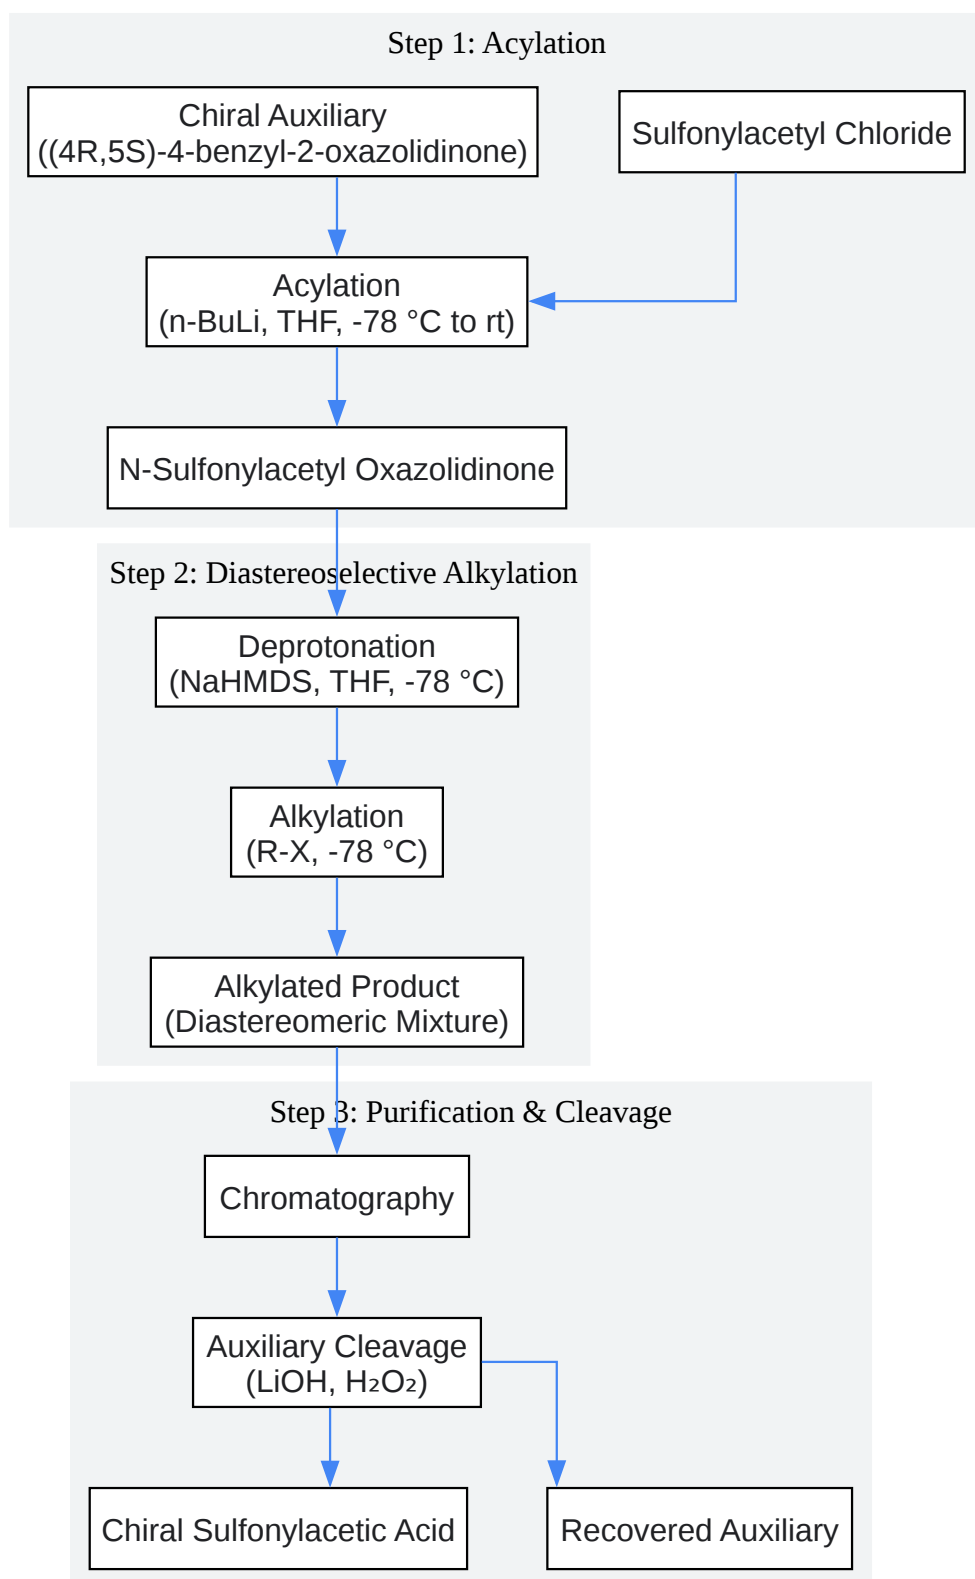 Step 1: Acylation
Chiral Auxiliary
((4R,5S)-4-benzyl-2-oxazolidinone)
Sulfonylacetyl Chloride
Acylation
(n-BuLi, THF, -78 °C to rt)
N-Sulfonylacetyl Oxazolidinone
Step 2: Diastereoselective Alkylation
Deprotonation
(NaHMDS, THF, -78 °C)
Alkylation
(R-X, -78 °C)
Alkylated Product
(Diastereomeric Mixture)
Step 3: Purification & Cleavage
Chromatography
Auxiliary Cleavage
(LiOH, H₂O₂)
Chiral Sulfonylacetic Acid
Recovered Auxiliary